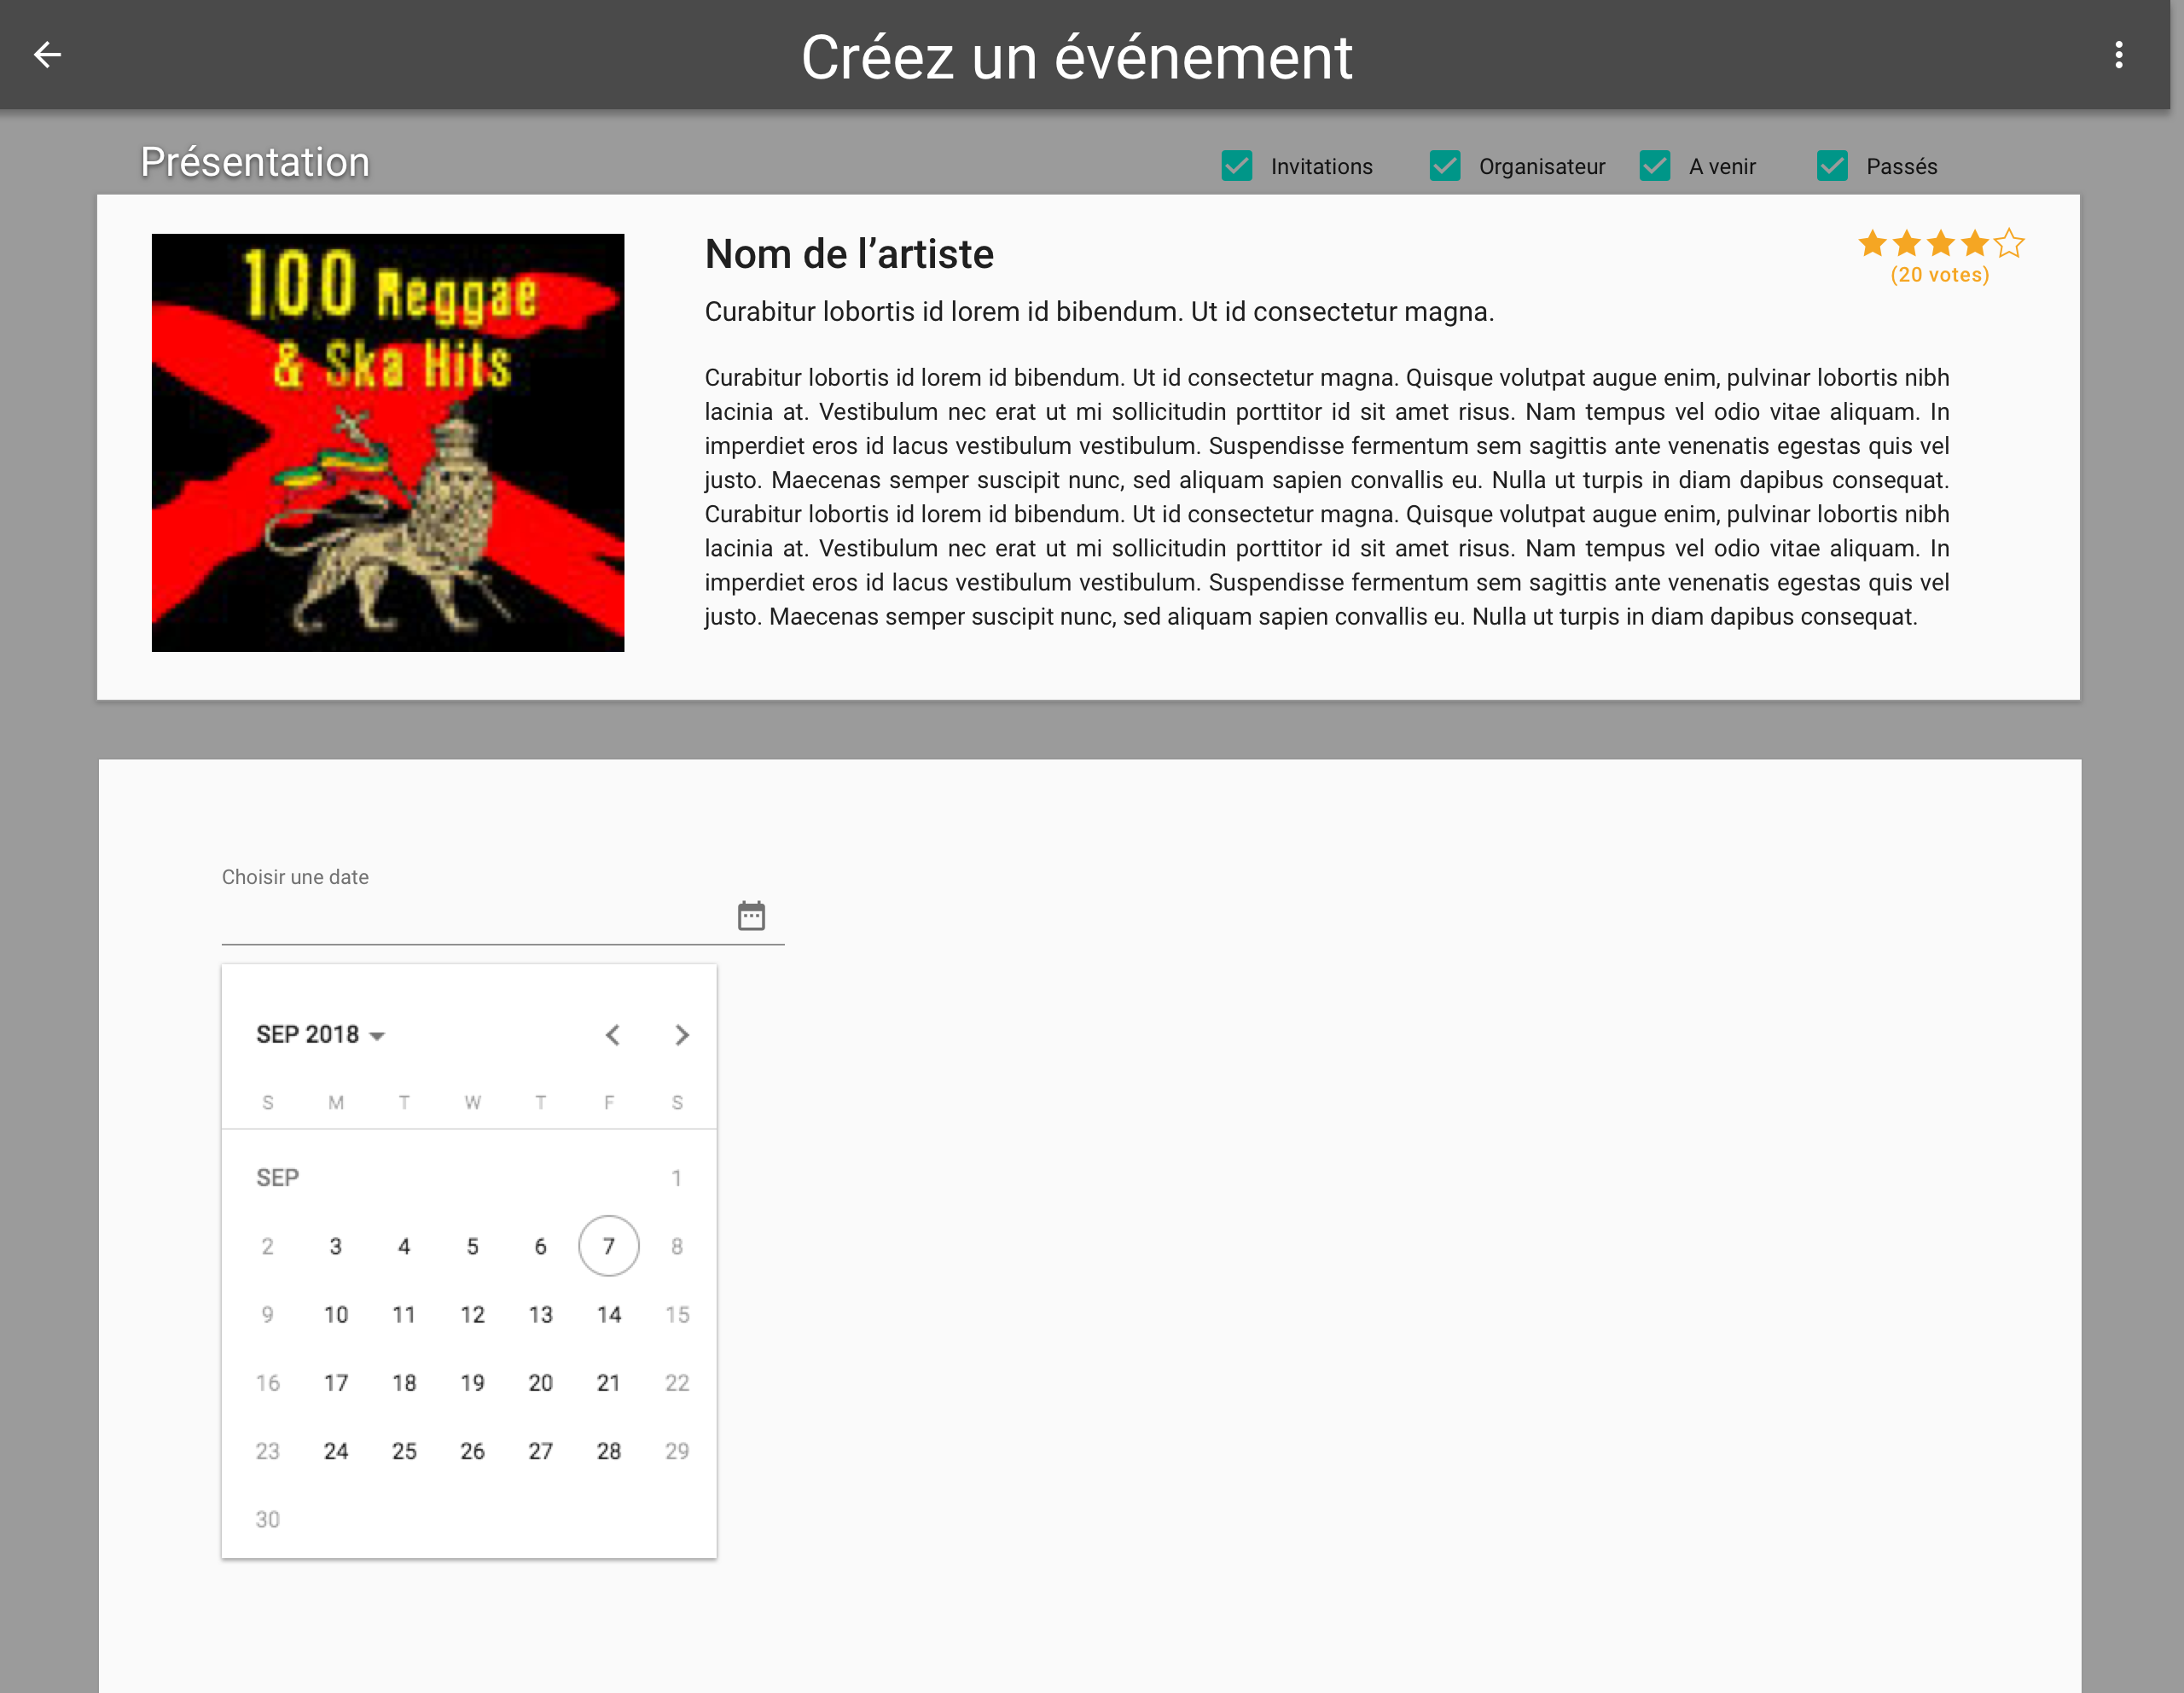 Créez un événement
Présentation
Invitations Organisateur A venir Passés
100 Reggae
& Ska Hits
Nom de l’artiste
(20 votes)
Curabitur lobortis id lorem id bibendum. Ut id consectetur magna.
Curabitur lobortis id lorem id bibendum. Ut id consectetur magna. Quisque volutpat augue enim, pulvinar lobortis nibh
lacinia at. Vestibulum nec erat ut mi sollicitudin porttitor id sit amet risus. Nam tempus vel odio vitae aliquam. In
imperdiet eros id lacus vestibulum vestibulum. Suspendisse fermentum sem sagittis ante venenatis egestas quis vel
justo. Maecenas semper suscipit nunc, sed aliquam sapien convallis eu. Nulla ut turpis in diam dapibus consequat.
Curabitur lobortis id lorem id bibendum. Ut id consectetur magna. Quisque volutpat augue enim, pulvinar lobortis nibh
lacinia at. Vestibulum nec erat ut mi sollicitudin porttitor id sit amet risus. Nam tempus vel odio vitae aliquam. In
imperdiet eros id lacus vestibulum vestibulum. Suspendisse fermentum sem sagittis ante venenatis egestas quis vel
justo. Maecenas semper suscipit nunc, sed aliquam sapien convallis eu. Nulla ut turpis in diam dapibus consequat.
Choisir une date
SEP 2018
S M T W T F S
SEP 1
2 3 4 5 6 7 8
9 10 11 12 13 14 15
16 17 18 19 20 21 22
23 24 25 26 27 28 29
30